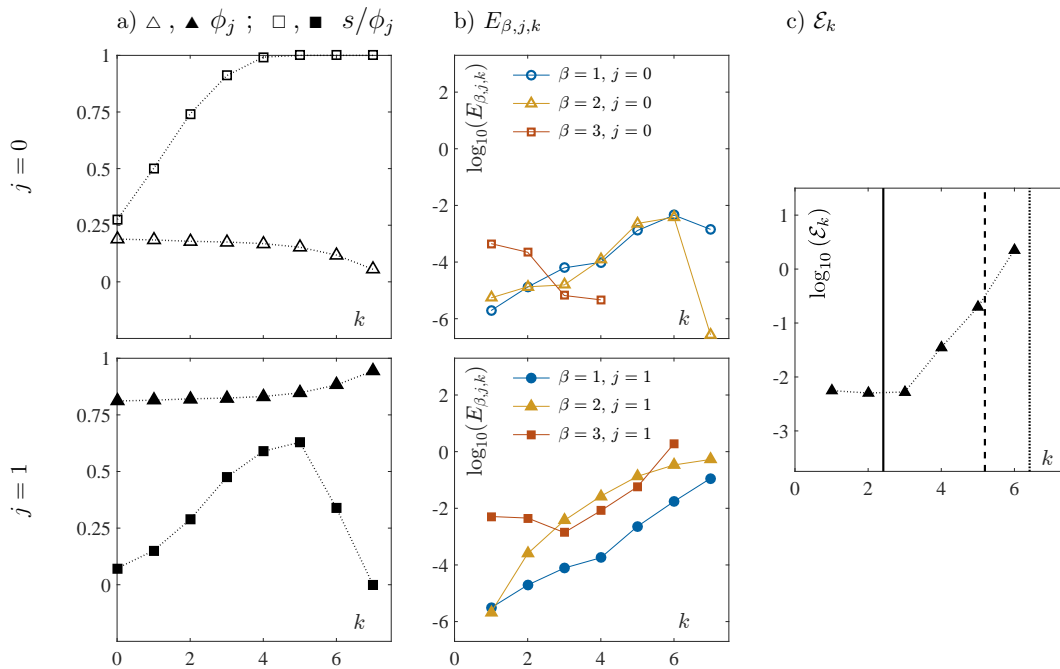 a) △ , ▲ ϕ_j ; □ , ■ s/ϕ_j
b) E_{β,j,k}
c) ℰ_k
j = 0
1
0.75
0.5
0.25
0
k
log₁₀(E_{β,j,k})
2
0
-2
-4
-6
β = 1, j = 0
β = 2, j = 0
β = 3, j = 0
k
j = 1
1
0.75
0.5
0.25
0
0 2 4 6
k
log₁₀(E_{β,j,k})
2
0
-2
-4
-6
β = 1, j = 1
β = 2, j = 1
β = 3, j = 1
0 2 4 6
k
log₁₀(ℰ_k)
1
0
-1
-2
-3
0 2 4 6
k